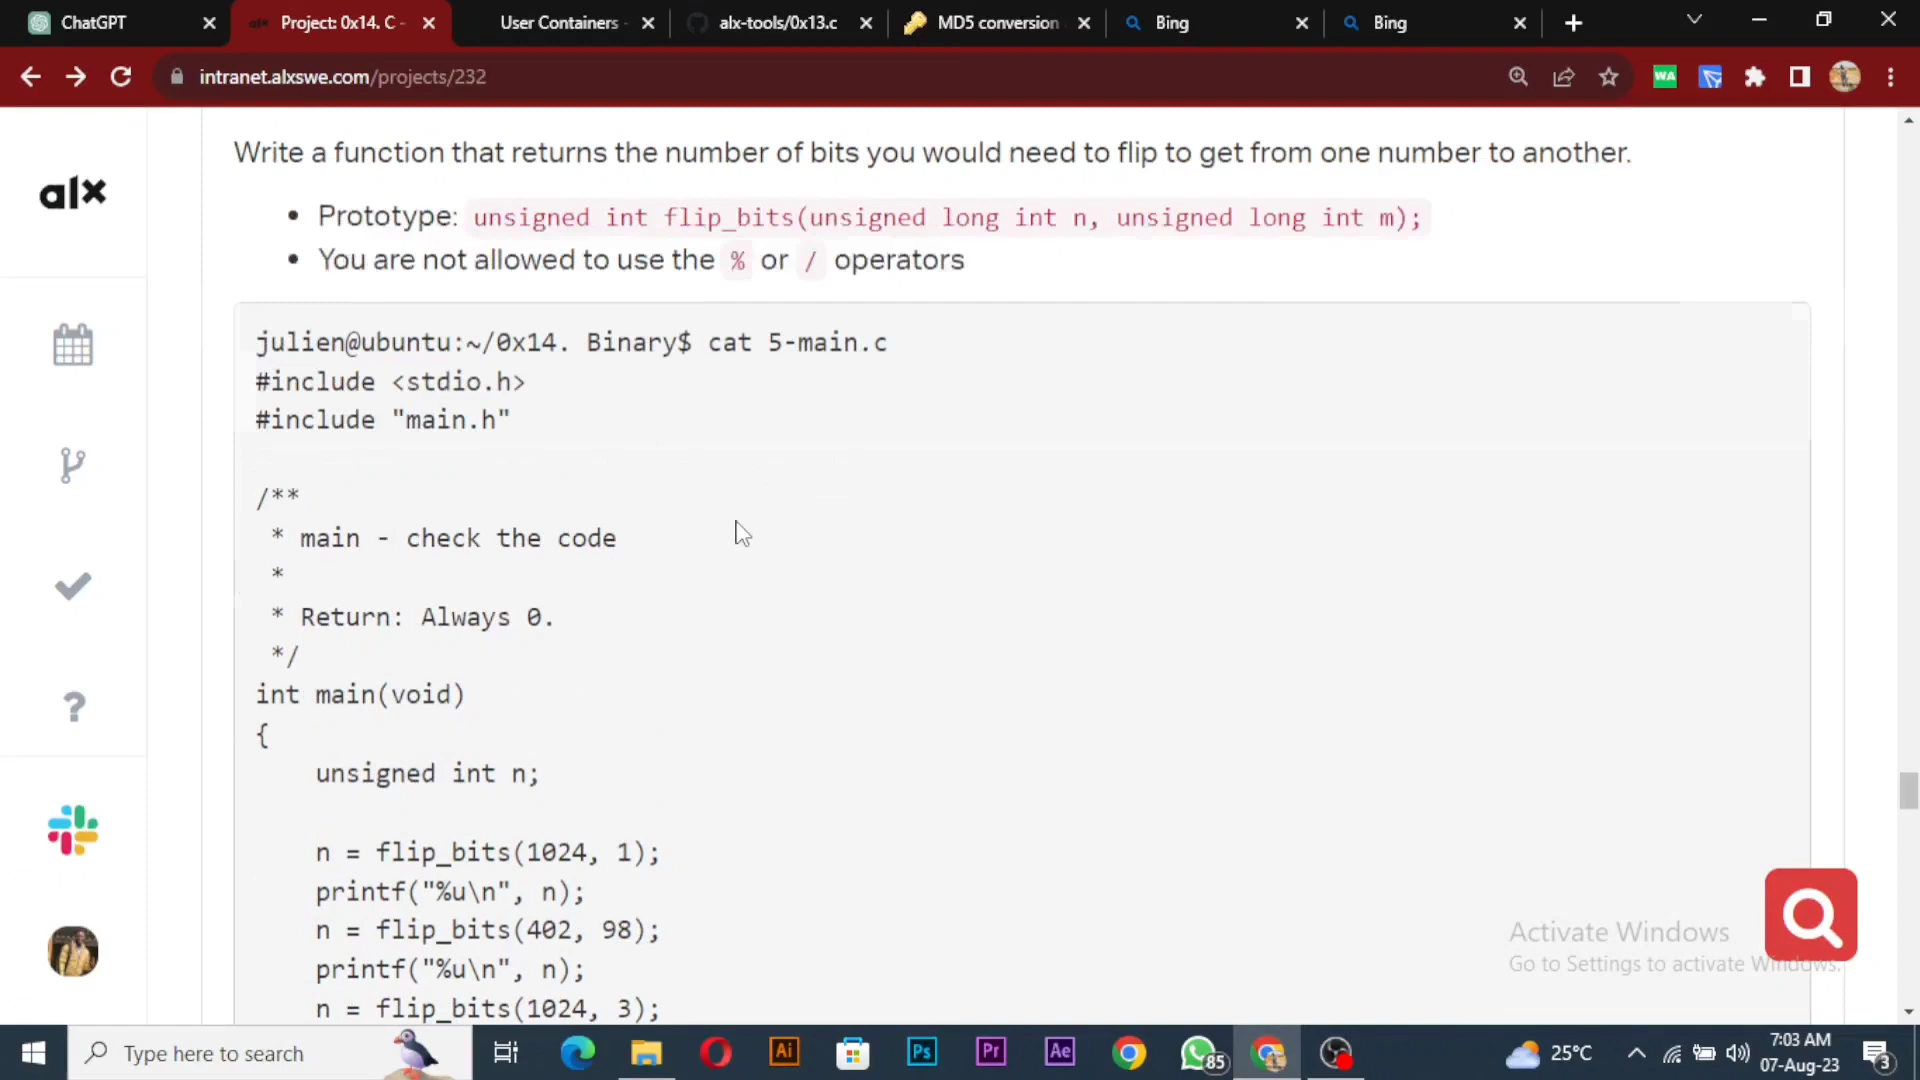 ChatGPT
Project: 0x14. C -
User Containers -
alx-tools/0x13.c
MD5 conversion
Bing
Bing
intranet.alxswe.com/projects/232
WA
alx
Write a function that returns the number of bits you would need to flip to get from one number to another.
• Prototype: unsigned int flip_bits(unsigned long int n, unsigned long int m);
• You are not allowed to use the % or / operators
julien@ubuntu:~/0x14. Binary$ cat 5-main.c
#include <stdio.h>
#include "main.h"
/**
* main - check the code
*
* Return: Always 0.
*/
int main(void)
{
unsigned int n;
n = flip_bits(1024, 1);
printf("%u\n", n);
n = flip_bits(402, 98);
printf("%u\n", n);
n = flip_bits(1024, 3);
Activate Windows
Go to Settings to activate Windows.
Type here to search
Ai
Ps
Pr
Ae
85
25°C
7:03 AM
07-Aug-23
3